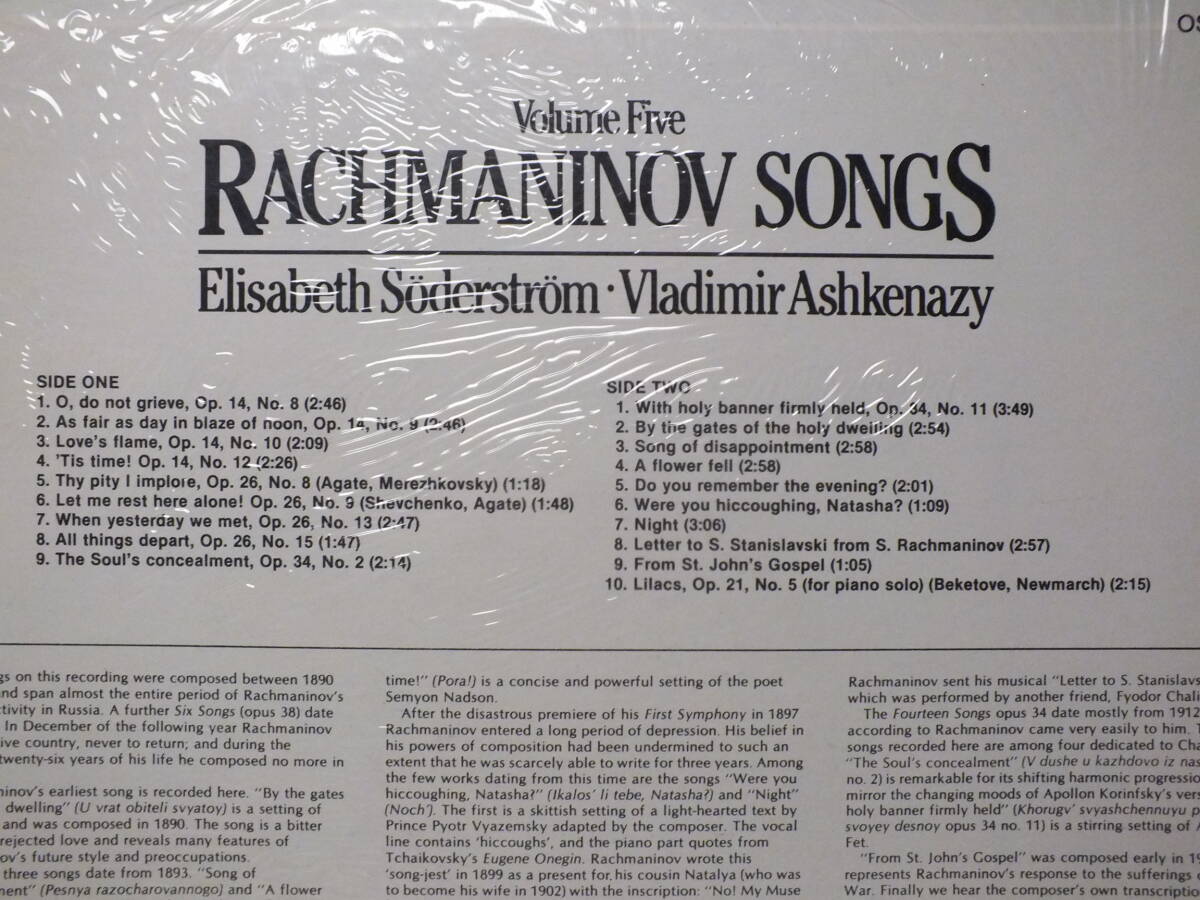 OS
Volume Five
RACHMANINOV SONGS
Elisabeth Söderström · Vladimir Ashkenazy
SIDE ONE
1. O, do not grieve, Op. 14, No. 8 (2:46)
2. As fair as day in blaze of noon, Op. 14, No. 9 (2:46)
3. Love's flame, Op. 14, No. 10 (2:09)
4. 'Tis time! Op. 14, No. 12 (2:26)
5. Thy pity I implore, Op. 26, No. 8 (Agate, Merezhkovsky) (1:18)
6. Let me rest here alone! Op. 26, No. 9 (Shevchenko, Agate) (1:48)
7. When yesterday we met, Op. 26, No. 13 (2:47)
8. All things depart, Op. 26, No. 15 (1:47)
9. The Soul's concealment, Op. 34, No. 2 (2:14)
SIDE TWO
1. With holy banner firmly held, Op. 34, No. 11 (3:49)
2. By the gates of the holy dwelling (2:54)
3. Song of disappointment (2:58)
4. A flower fell (2:58)
5. Do you remember the evening? (2:01)
6. Were you hiccoughing, Natasha? (1:09)
7. Night (3:06)
8. Letter to S. Stanislavski from S. Rachmaninov (2:57)
9. From St. John's Gospel (1:05)
10. Lilacs, Op. 21, No. 5 (for piano solo) (Beketove, Newmarch) (2:15)
gs on this recording were composed between 1890
nd span almost the entire period of Rachmaninov's
tivity in Russia. A further Six Songs (opus 38) date
In December of the following year Rachmaninov
ive country, never to return; and during the
twenty-six years of his life he composed no more in
ninov's earliest song is recorded here. "By the gates
dwelling" (U vrat obiteli svyatoy) is a setting of
and was composed in 1890. The song is a bitter
rejected love and reveals many features of
ov's future style and preoccupations.
three songs date from 1893. "Song of
ment" (Pesnya razocharovannogo) and "A flower
time!" (Pora!) is a concise and powerful setting of the poet
Semyon Nadson.
After the disastrous premiere of his First Symphony in 1897
Rachmaninov entered a long period of depression. His belief in
his powers of composition had been undermined to such an
extent that he was scarcely able to write for three years. Among
the few works dating from this time are the songs "Were you
hiccoughing, Natasha?" (Ikalos' li tebe, Natasha?) and "Night"
(Noch'). The first is a skittish setting of a light-hearted text by
Prince Pyotr Vyazemsky adapted by the composer. The vocal
line contains 'hiccoughs', and the piano part quotes from
Tchaikovsky's Eugene Onegin. Rachmaninov wrote this
'song-jest' in 1899 as a present for his cousin Natalya (who was
to become his wife in 1902) with the inscription: "No! My Muse
Rachmaninov sent his musical "Letter to S. Stanislavs
which was performed by another friend, Fyodor Chali
The Fourteen Songs opus 34 date mostly from 1912
according to Rachmaninov came very easily to him. T
songs recorded here are among four dedicated to Cha
"The Soul's concealment" (V dushe u kazhdovo iz nas
no. 2) is remarkable for its shifting harmonic progressio
mirror the changing moods of Apollon Korinfsky's vers
holy banner firmly held" (Khorugv' svyashchennuyu p
svoyey desnoy opus 34 no. 11) is a stirring setting of A
Fet.
"From St. John's Gospel" was composed early in 19
represents Rachmaninov's response to the sufferings o
War. Finally we hear the composer's own transcriptio